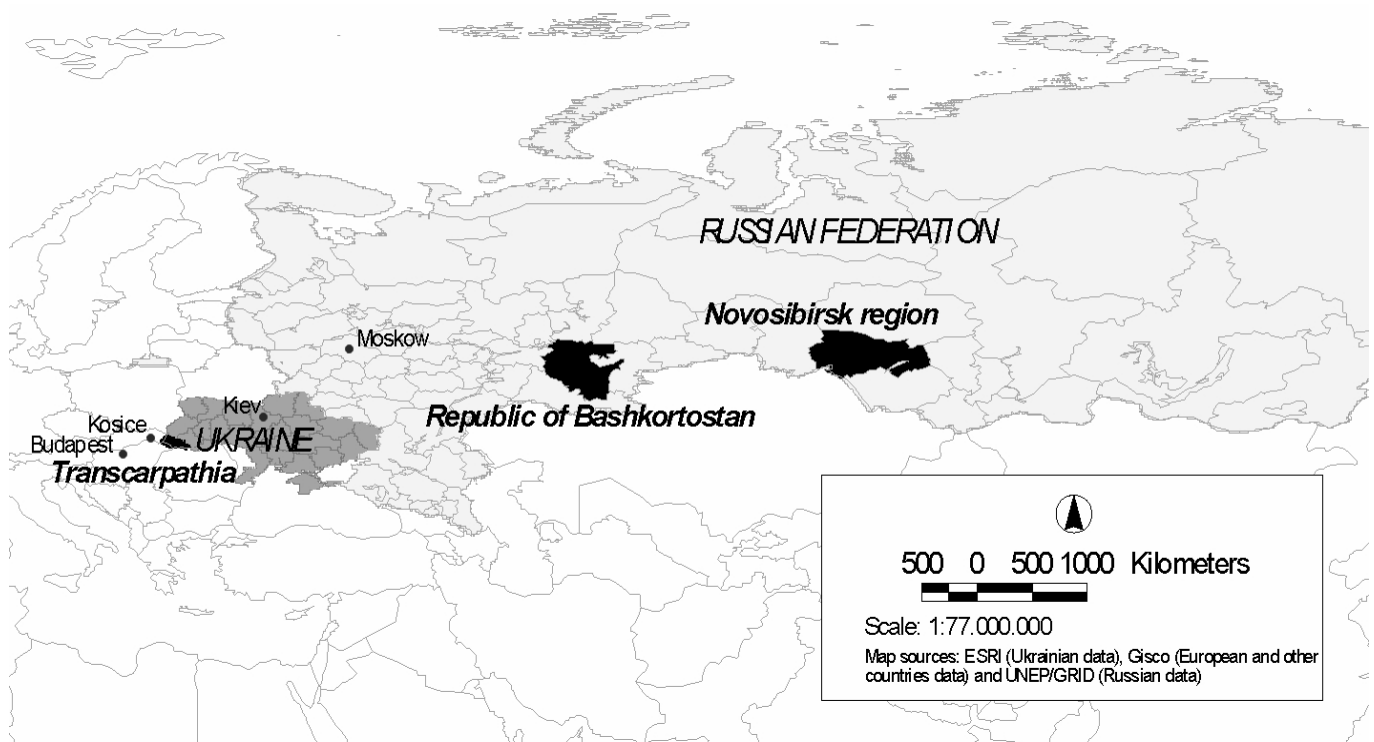 RUSSIAN FEDERATION
Novosibirsk region
Moskow
Republic of Bashkortostan
Kiev
Kosice
UKRAINE
Budapest
Transcarpathia
500 0 500 1000 Kilometers
Scale: 1:77.000.000
Map sources: ESRI (Ukrainian data), Gisco (European and other
countries data) and UNEP/GRID (Russian data)